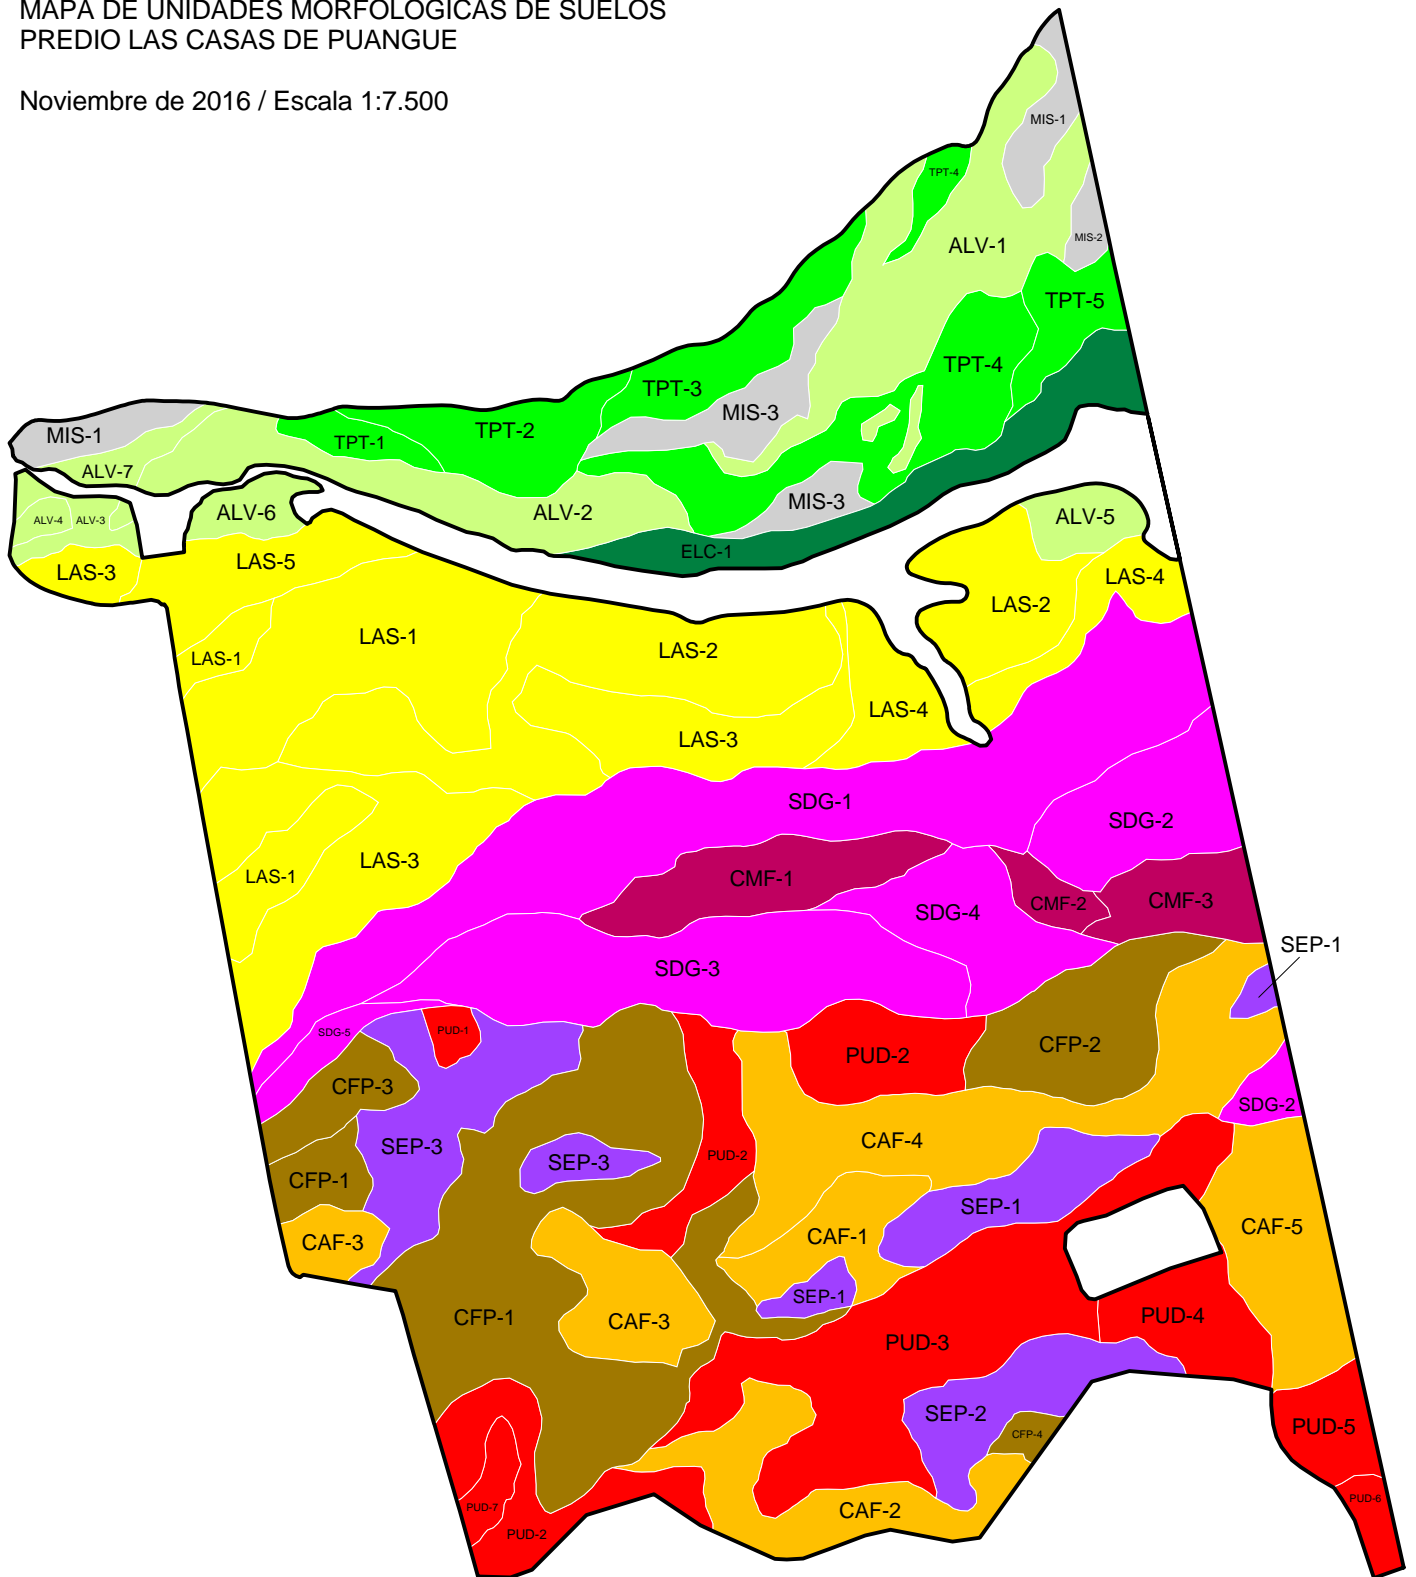 MAPA DE UNIDADES MORFOLOGICAS DE SUELOS
PREDIO LAS CASAS DE PUANGUE
Noviembre de 2016 / Escala 1:7.500
MIS-1
TPT-4
MIS-2
ALV-1
TPT-5
TPT-4
TPT-3
MIS-3
TPT-2
TPT-1
MIS-1
ALV-7
MIS-3
ALV-2
ALV-6
ALV-4
ALV-3
ALV-5
ELC-1
LAS-5
LAS-3
LAS-4
LAS-2
LAS-1
LAS-2
LAS-1
LAS-4
LAS-3
SDG-1
SDG-2
LAS-3
LAS-1
CMF-1
CMF-2
CMF-3
SDG-4
SEP-1
SDG-3
SDG-5
PUD-1
PUD-2
CFP-2
CFP-3
SDG-2
CAF-4
SEP-3
PUD-2
SEP-3
CFP-1
SEP-1
CAF-5
CAF-3
CAF-1
SEP-1
CFP-1
CAF-3
PUD-4
PUD-3
SEP-2
CFP-4
PUD-5
PUD-6
PUD-7
CAF-2
PUD-2